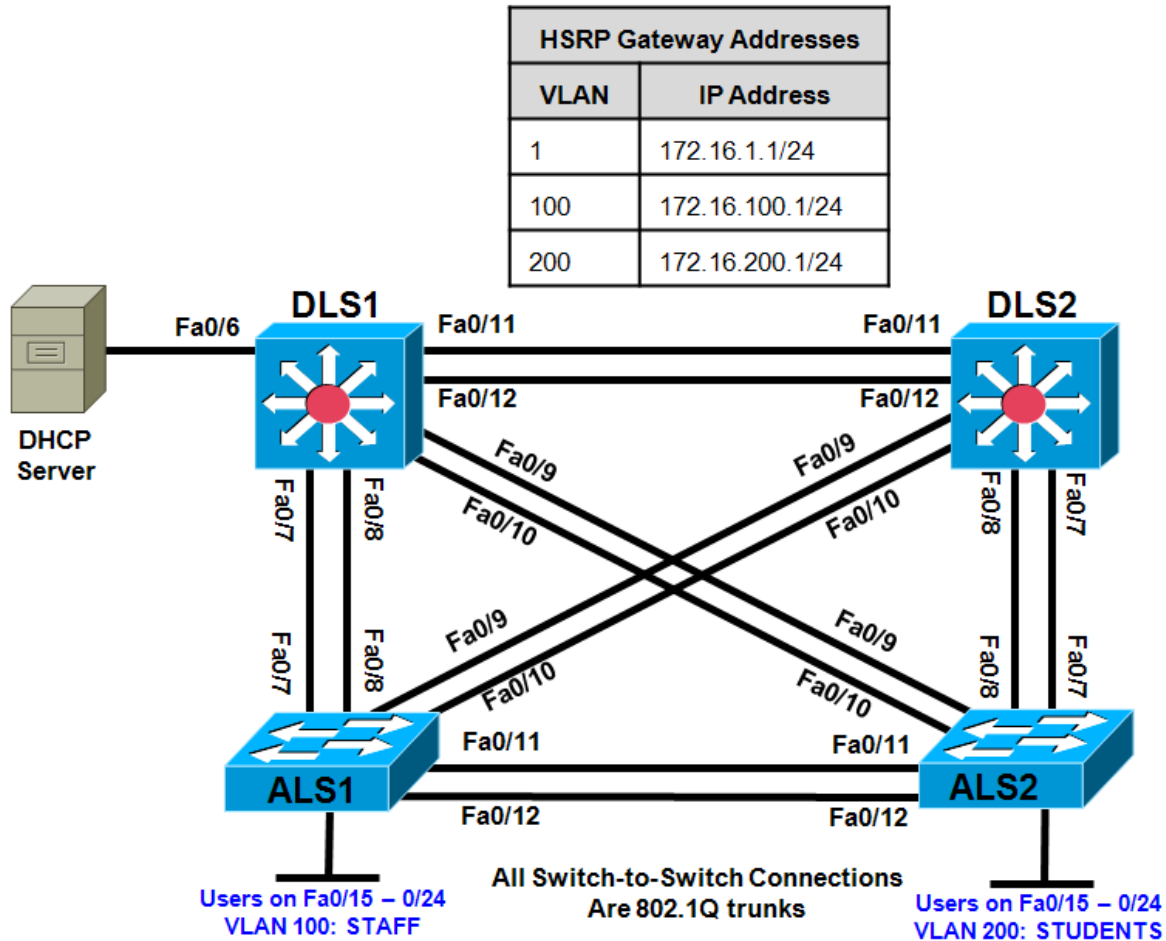 HSRP Gateway Addresses
VLAN IP Address
1 172.16.1.1/24
100 172.16.100.1/24
200 172.16.200.1/24
DLS1
DLS2
Fa0/6
Fa0/11
Fa0/11
Fa0/12
Fa0/12
DHCP
Server
Fa0/9
Fa0/10
Fa0/9
Fa0/10
Fa0/7
Fa0/8
Fa0/8
Fa0/7
Fa0/7
Fa0/8
Fa0/9
Fa0/10
Fa0/9
Fa0/10
Fa0/8
Fa0/7
Fa0/11
Fa0/11
ALS1
ALS2
Fa0/12
Fa0/12
Users on Fa0/15 – 0/24
VLAN 100: STAFF
All Switch-to-Switch Connections
Are 802.1Q trunks
Users on Fa0/15 – 0/24
VLAN 200: STUDENTS